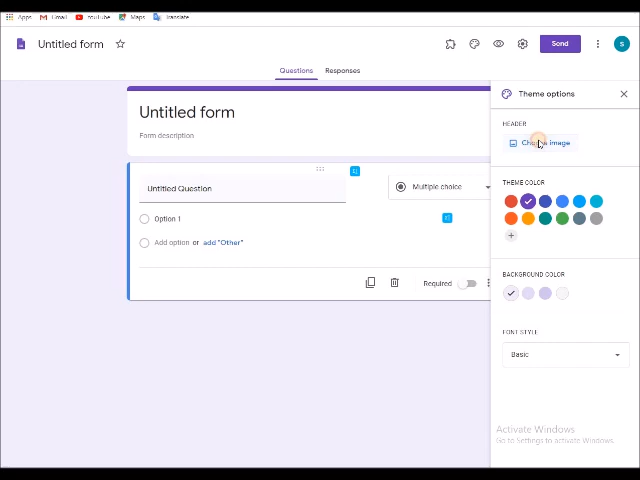 Apps Gmail YouTube Maps Translate
Untitled form
Send
S
Questions Responses
Theme options
Untitled form
Form description
HEADER
Choose image
THEME COLOR
Untitled Question
Multiple choice
Option 1
Add option or add "Other"
Required
BACKGROUND COLOR
FONT STYLE
Basic
Activate Windows
Go to Settings to activate Windows.